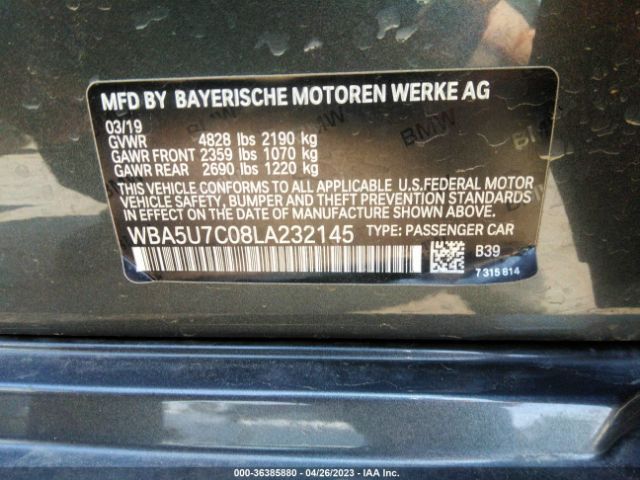 MFD BY BAYERISCHE MOTOREN WERKE AG
03/19
GVWR 4828 lbs 2190 kg
GAWR FRONT 2359 lbs 1070 kg
GAWR REAR 2690 lbs 1220 kg
THIS VEHICLE CONFORMS TO ALL APPLICABLE U.S.FEDERAL MOTOR
VEHICLE SAFETY, BUMPER AND THEFT PREVENTION STANDARDS
IN EFFECT ON THE DATE OF MANUFACTURE SHOWN ABOVE
WBA5U7C08LA232145 TYPE: PASSENGER CAR
B39
7 315 614
000-36385880 - 04/26/2023 - IAA Inc.